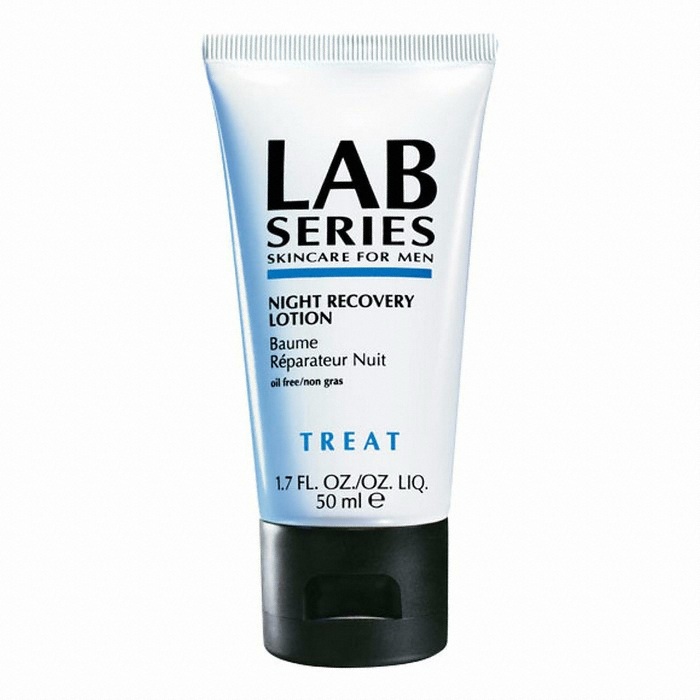 LAB
SERIES
SKINCARE FOR MEN
NIGHT RECOVERY
LOTION
Baume
Réparateur Nuit
oil free/non gras
TREAT
1.7 FL. OZ./OZ. LIQ.
50 ml ℮